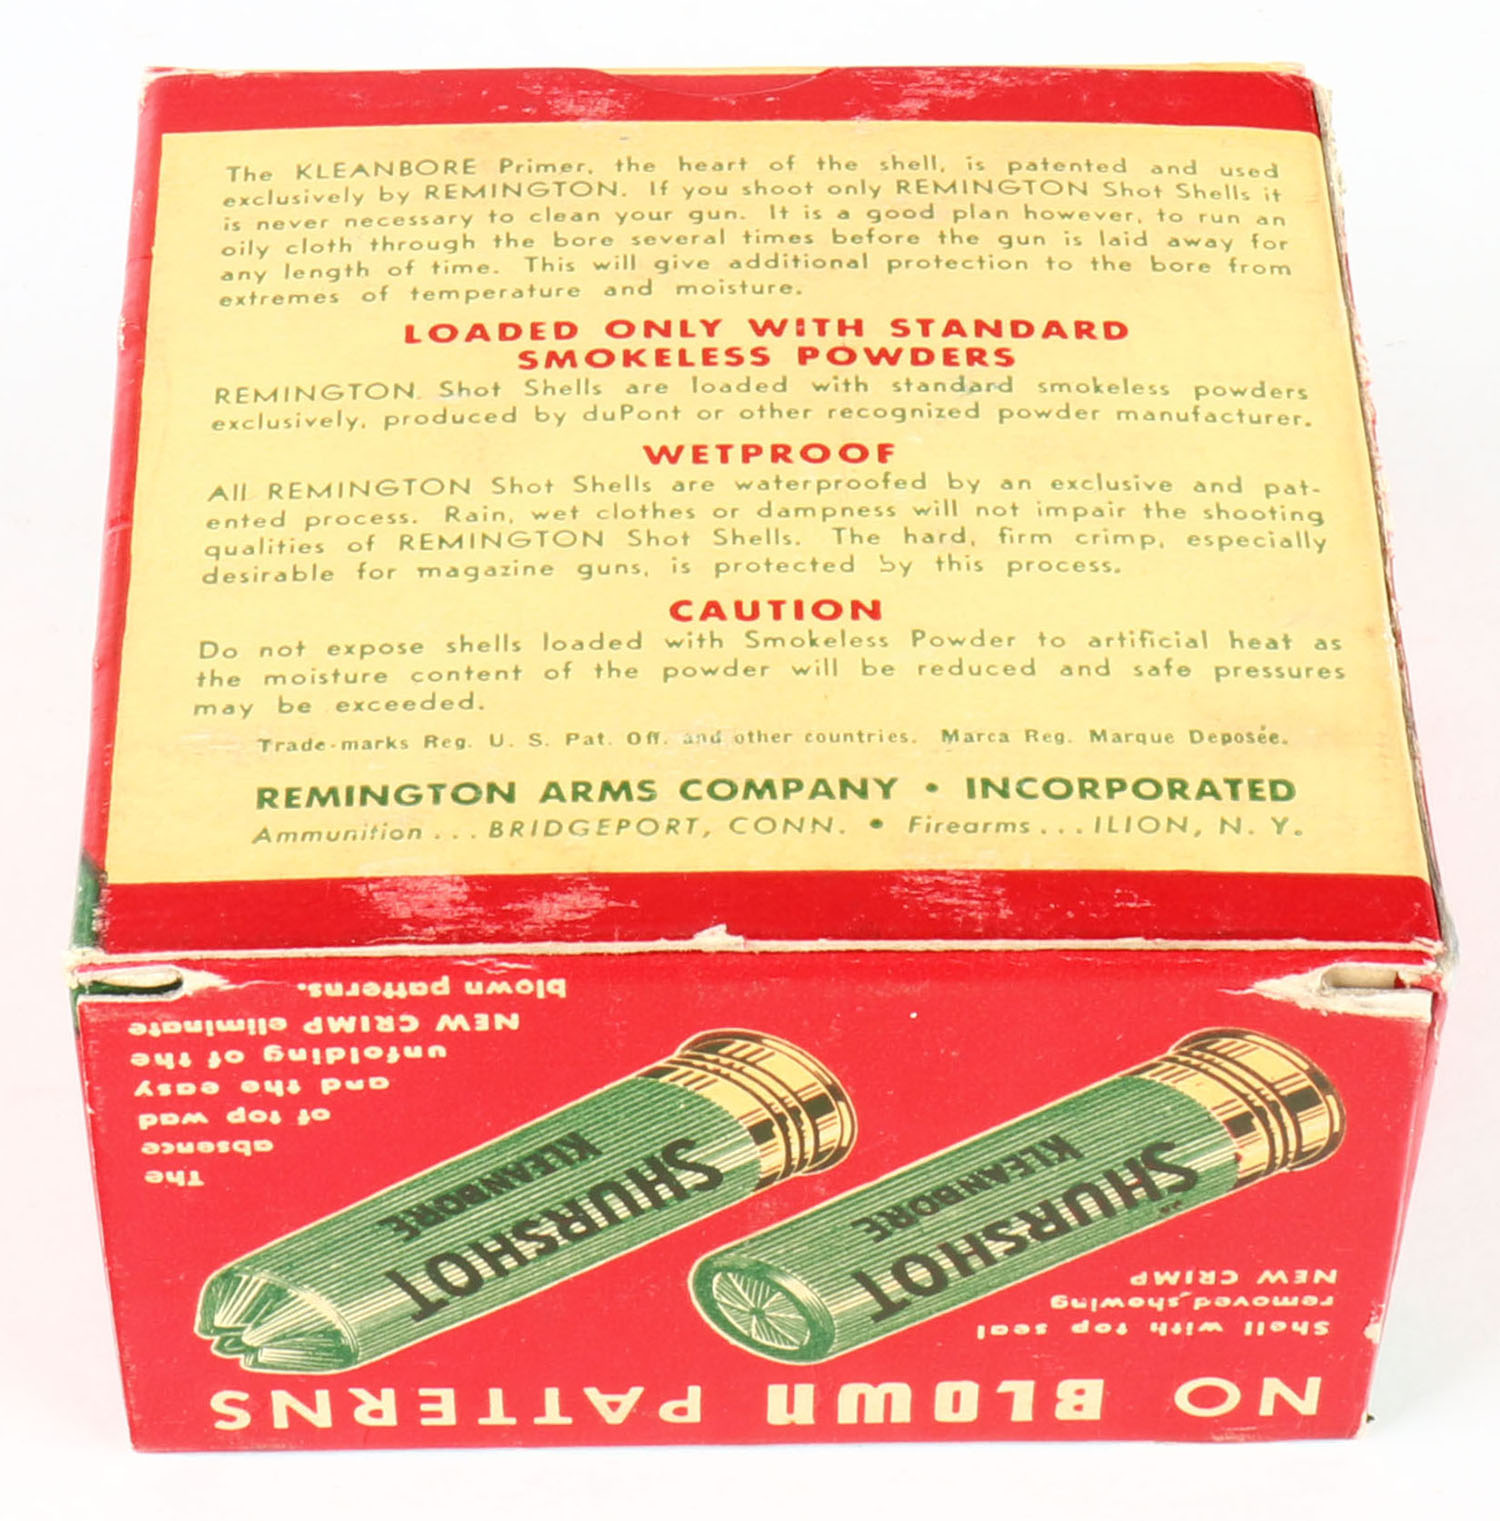 The KLEANBORE Primer, the heart of the shell, is patented and used
exclusively by REMINGTON. If you shoot only REMINGTON Shot Shells it
is never necessary to clean your gun. It is a good plan however, to run an
oily cloth through the bore several times before the gun is laid away for
any length of time. This will give additional protection to the bore from
extremes of temperature and moisture.
LOADED ONLY WITH STANDARD
SMOKELESS POWDERS
REMINGTON Shot Shells are loaded with standard smokeless powders
exclusively, produced by duPont or other recognized powder manufacturer.
WETPROOF
All REMINGTON Shot Shells are waterproofed by an exclusive and pat-
ented process. Rain, wet clothes or dampness will not impair the shooting
qualities of REMINGTON Shot Shells. The hard, firm crimp, especially
desirable for magazine guns, is protected by this process.
CAUTION
Do not expose shells loaded with Smokeless Powder to artificial heat as
the moisture content of the powder will be reduced and safe pressures
may be exceeded.
Trade-marks Reg. U. S. Pat. Off. and other countries. Marca Reg. Marque Deposée.
REMINGTON ARMS COMPANY • INCORPORATED
Ammunition . . . BRIDGEPORT, CONN. • Firearms . . . ILION, N. Y.
NO BLOWN PATTERNS
Shell with top seal
removed, showing
NEW CRIMP
SHURSHOT
KLEANBORE
SHURSHOT
KLEANBORE
The
absence
of top wad
and the easy
unfolding of the
NEW CRIMP eliminate
blown patterns.